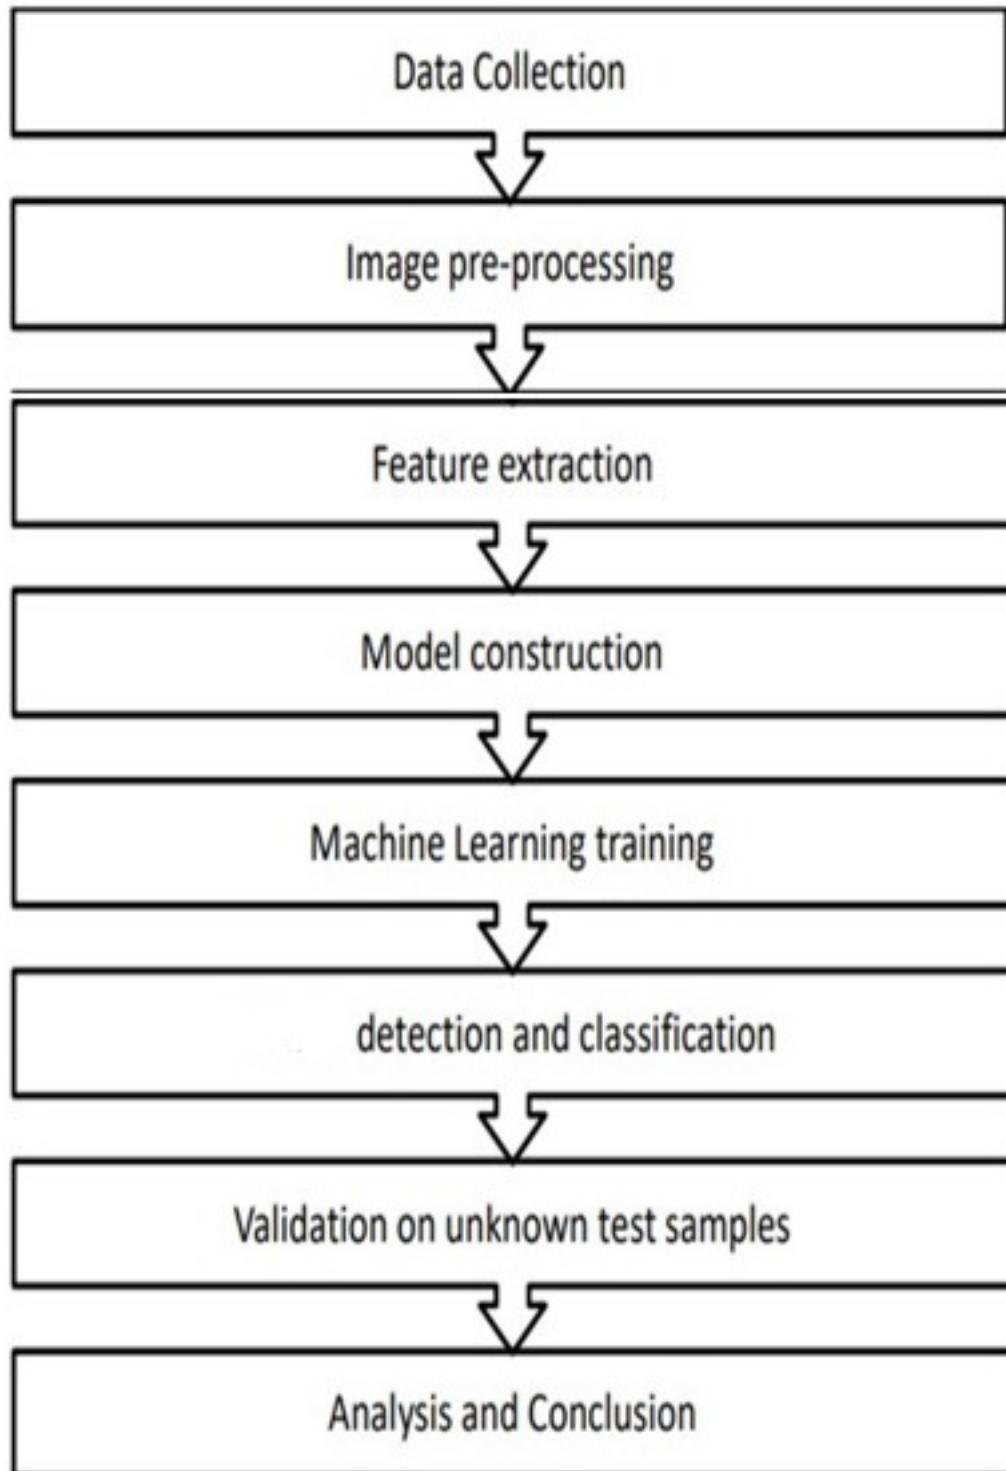 Data Collection
Image pre-processing
Feature extraction
Model construction
Machine Learning training
detection and classification
Validation on unknown test samples
Analysis and Conclusion